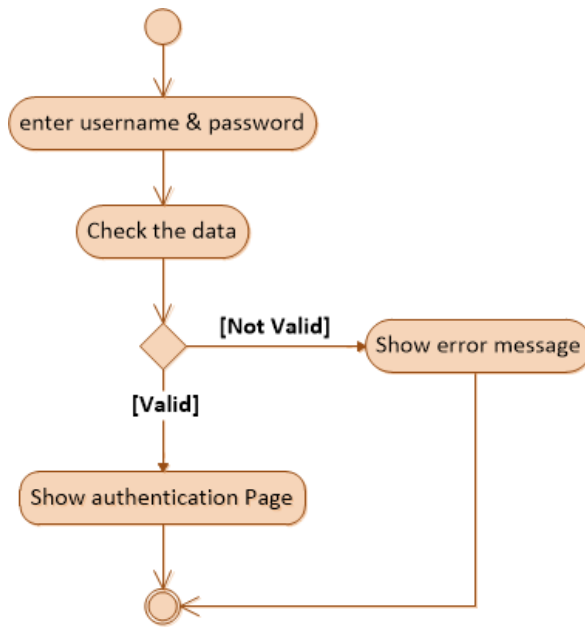 enter username & password
Check the data
[Not Valid]
Show error message
[Valid]
Show authentication Page